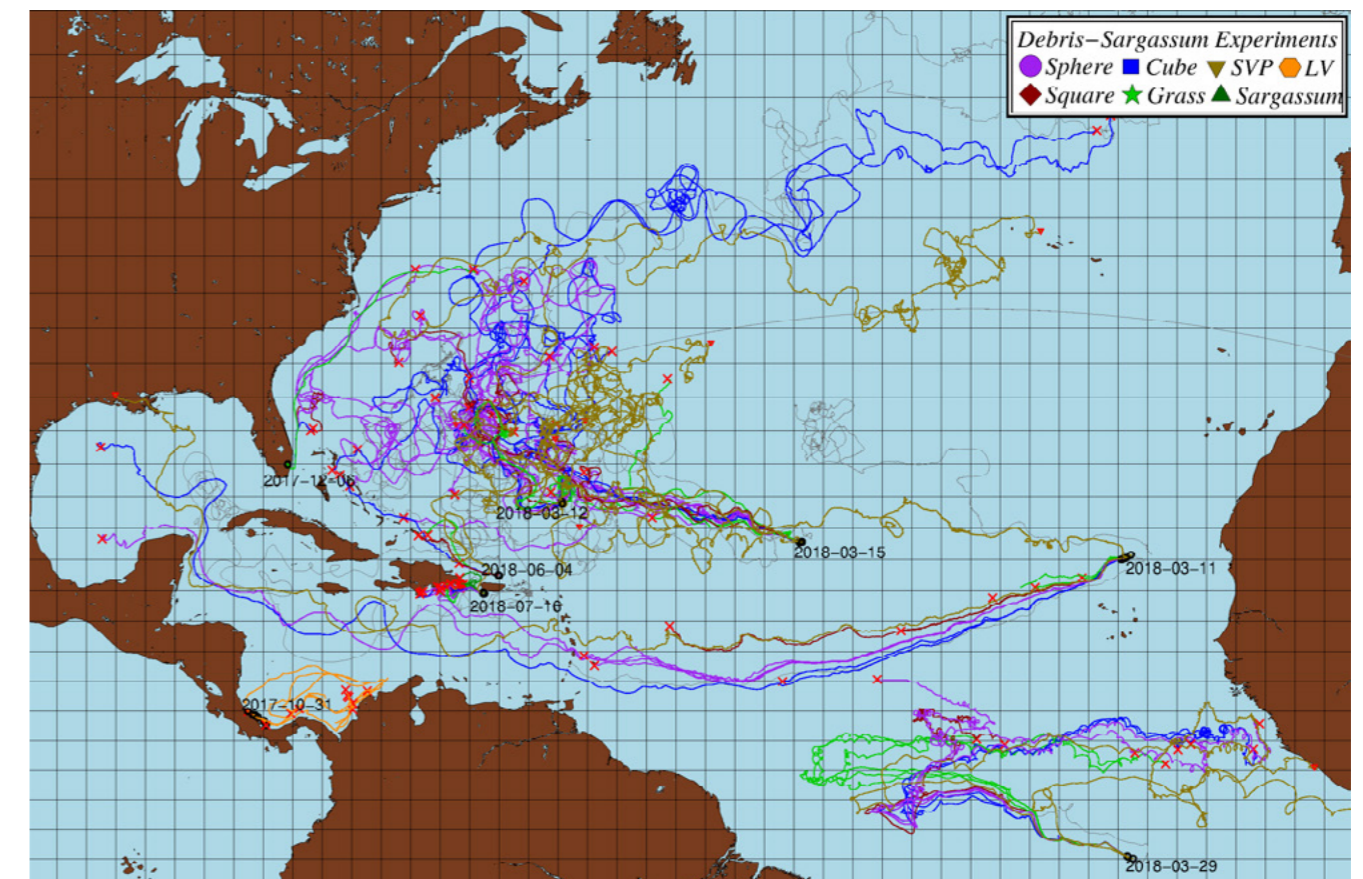 Debris-Sargassum Experiments
Sphere Cube SVP LV
Square Grass Sargassum
2017-12-06
2018-03-12
2018-03-15
2018-03-11
2018-06-04
2018-07-16
2017-10-31
2018-03-29